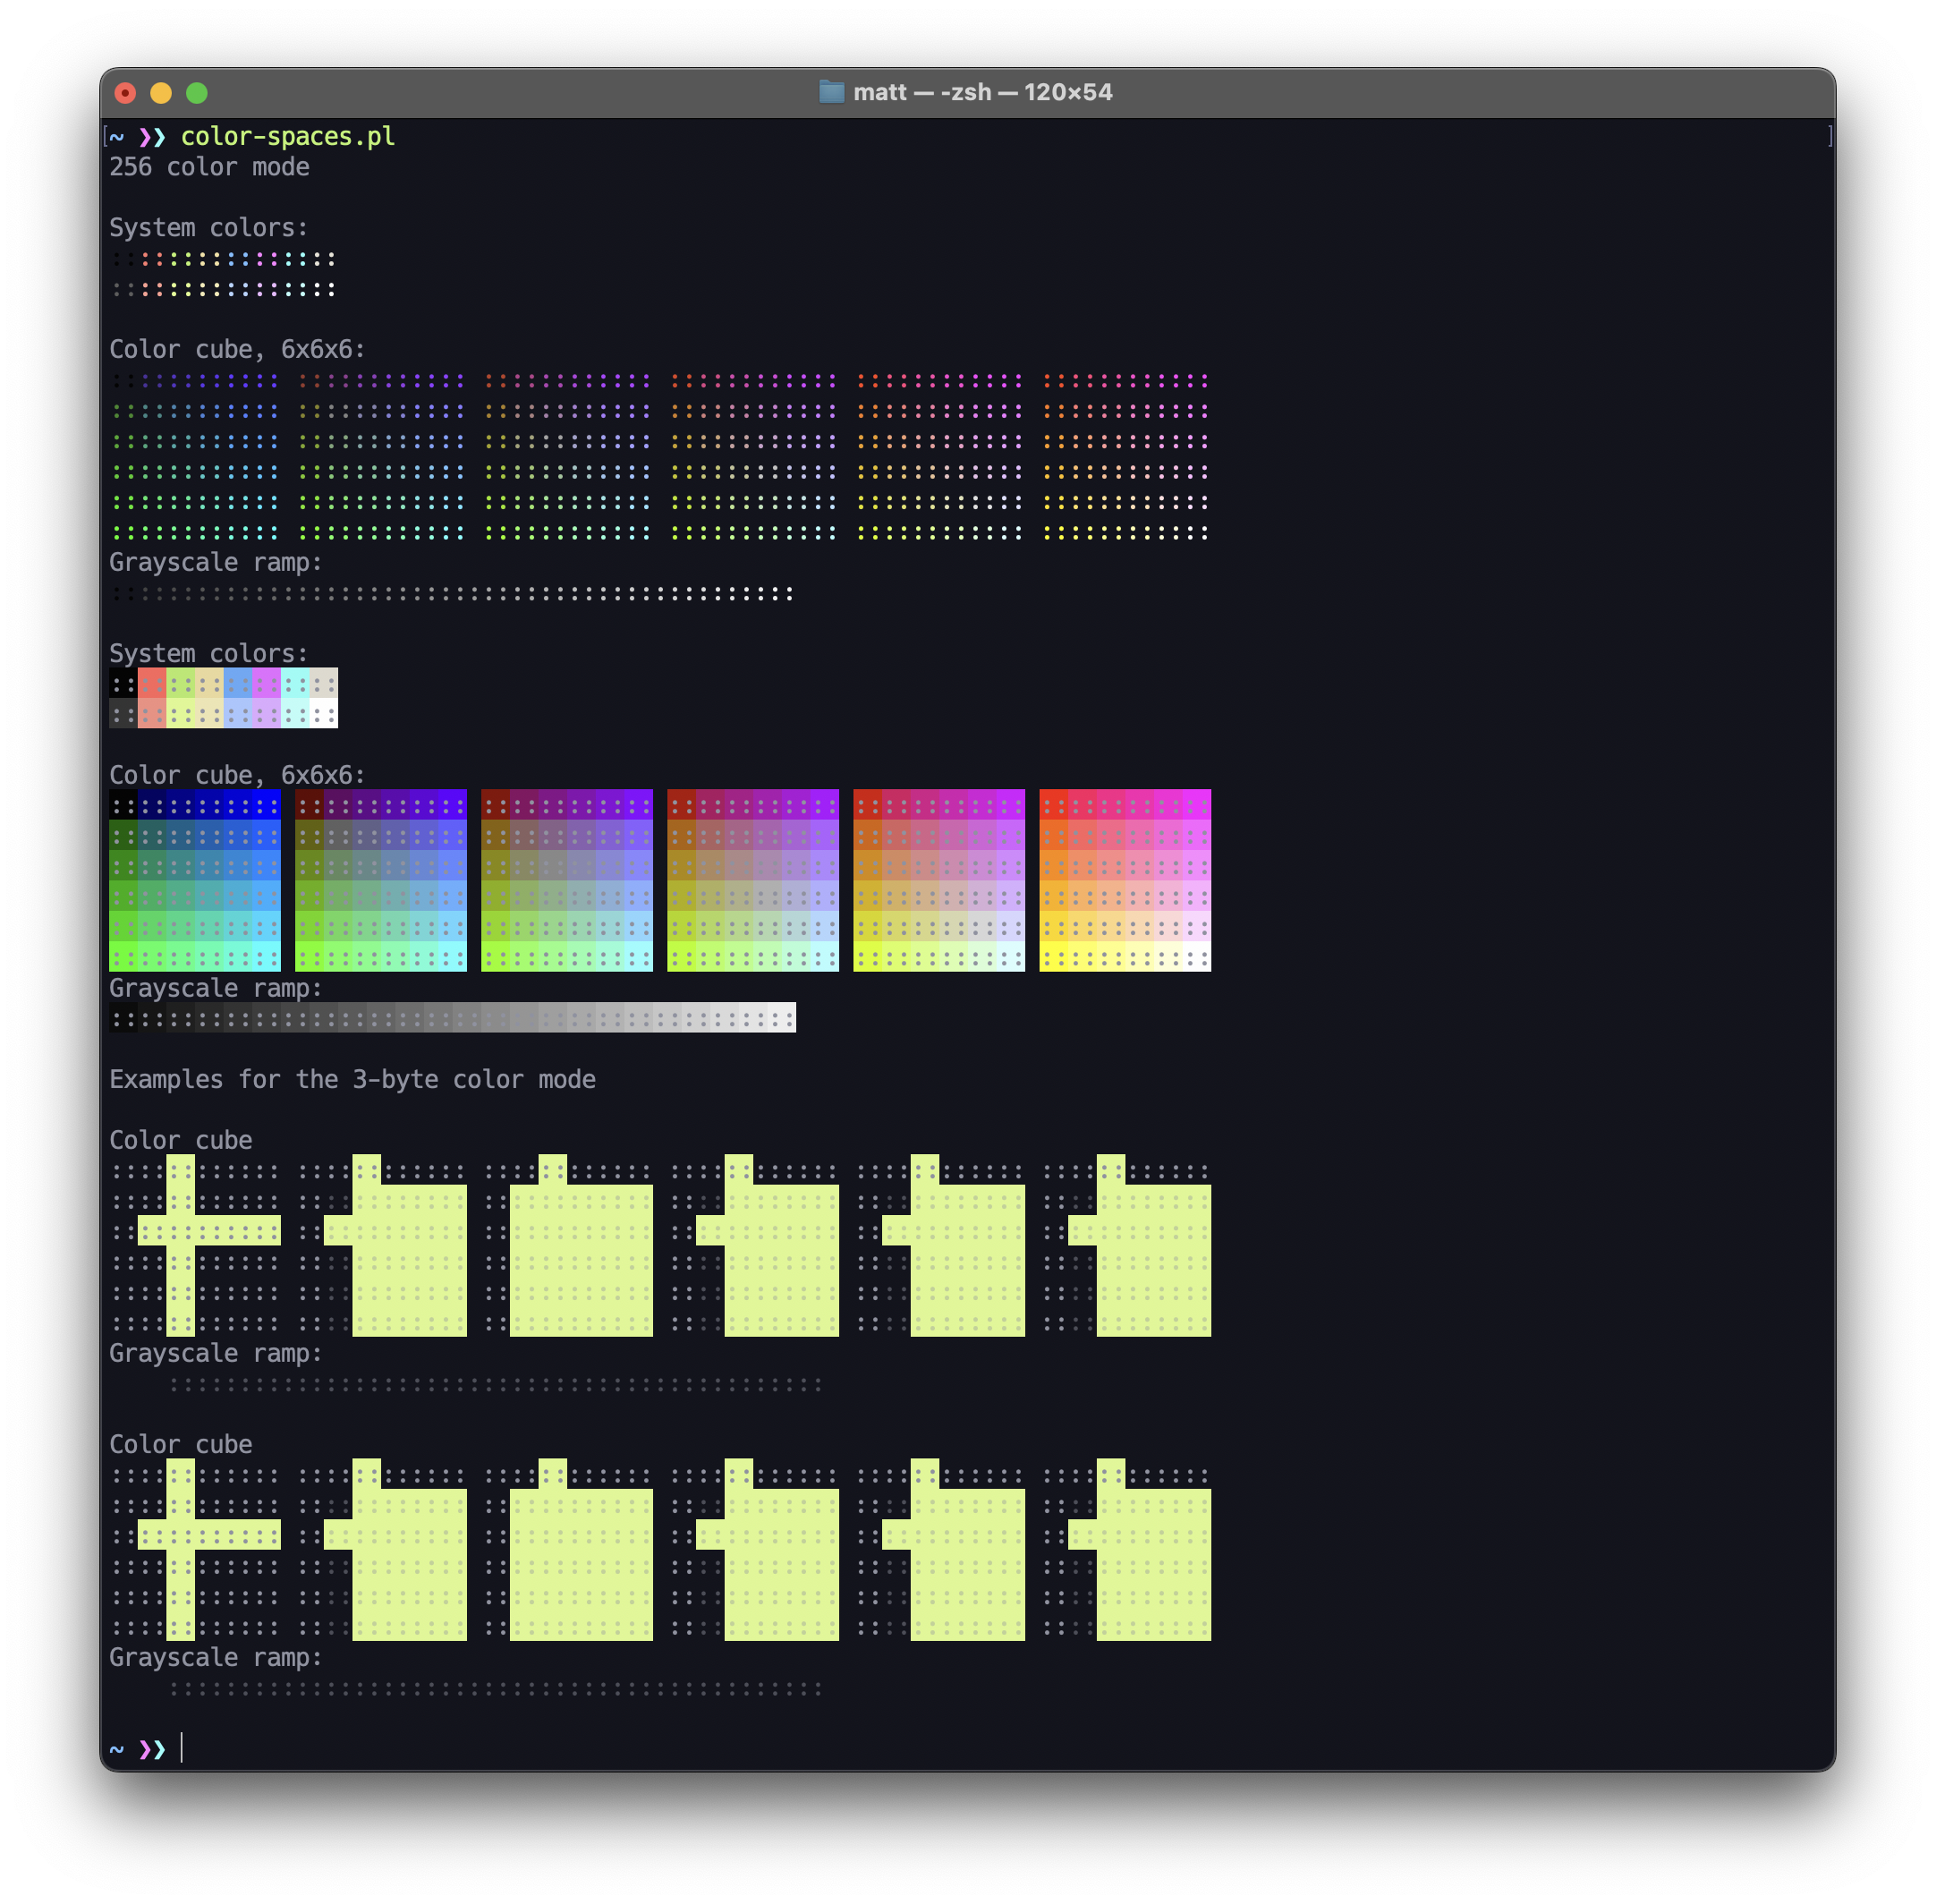 matt — -zsh — 120×54
[~ ❯❯ color-spaces.pl ]
256 color mode
System colors:
::::::::::::::::
::::::::::::::::
Color cube, 6x6x6:
:::::::::::: :::::::::::: :::::::::::: :::::::::::: :::::::::::: ::::::::::::
:::::::::::: :::::::::::: :::::::::::: :::::::::::: :::::::::::: ::::::::::::
:::::::::::: :::::::::::: :::::::::::: :::::::::::: :::::::::::: ::::::::::::
:::::::::::: :::::::::::: :::::::::::: :::::::::::: :::::::::::: ::::::::::::
:::::::::::: :::::::::::: :::::::::::: :::::::::::: :::::::::::: ::::::::::::
:::::::::::: :::::::::::: :::::::::::: :::::::::::: :::::::::::: ::::::::::::
Grayscale ramp:
::::::::::::::::::::::::::::::::::::::::::::::::
System colors:
::::::::::::::::
::::::::::::::::
Color cube, 6x6x6:
:::::::::::: :::::::::::: :::::::::::: :::::::::::: :::::::::::: ::::::::::::
:::::::::::: :::::::::::: :::::::::::: :::::::::::: :::::::::::: ::::::::::::
:::::::::::: :::::::::::: :::::::::::: :::::::::::: :::::::::::: ::::::::::::
:::::::::::: :::::::::::: :::::::::::: :::::::::::: :::::::::::: ::::::::::::
:::::::::::: :::::::::::: :::::::::::: :::::::::::: :::::::::::: ::::::::::::
:::::::::::: :::::::::::: :::::::::::: :::::::::::: :::::::::::: ::::::::::::
Grayscale ramp:
::::::::::::::::::::::::::::::::::::::::::::::::
Examples for the 3-byte color mode
Color cube
:::::::::::: :::::::::::: :::::::::::: :::::::::::: :::::::::::: ::::::::::::
:::::::::::: :::::::::::: :::::::::::: :::::::::::: :::::::::::: ::::::::::::
:::::::::::: :::::::::::: :::::::::::: :::::::::::: :::::::::::: ::::::::::::
:::::::::::: :::::::::::: :::::::::::: :::::::::::: :::::::::::: ::::::::::::
:::::::::::: :::::::::::: :::::::::::: :::::::::::: :::::::::::: ::::::::::::
:::::::::::: :::::::::::: :::::::::::: :::::::::::: :::::::::::: ::::::::::::
Grayscale ramp:
::::::::::::::::::::::::::::::::::::::::::::::
Color cube
:::::::::::: :::::::::::: :::::::::::: :::::::::::: :::::::::::: ::::::::::::
:::::::::::: :::::::::::: :::::::::::: :::::::::::: :::::::::::: ::::::::::::
:::::::::::: :::::::::::: :::::::::::: :::::::::::: :::::::::::: ::::::::::::
:::::::::::: :::::::::::: :::::::::::: :::::::::::: :::::::::::: ::::::::::::
:::::::::::: :::::::::::: :::::::::::: :::::::::::: :::::::::::: ::::::::::::
:::::::::::: :::::::::::: :::::::::::: :::::::::::: :::::::::::: ::::::::::::
Grayscale ramp:
::::::::::::::::::::::::::::::::::::::::::::::
~ ❯❯